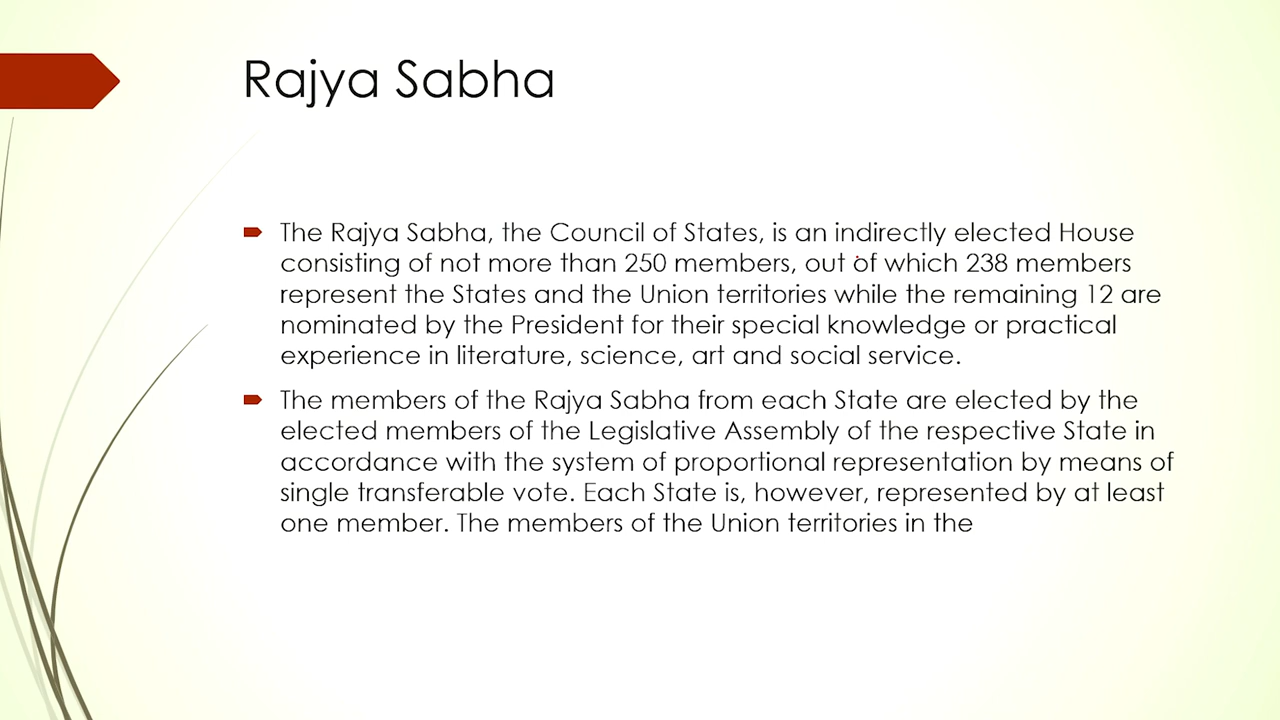 Rajya Sabha
The Rajya Sabha, the Council of States, is an indirectly elected House
consisting of not more than 250 members, out of which 238 members
represent the States and the Union territories while the remaining 12 are
nominated by the President for their special knowledge or practical
experience in literature, science, art and social service.
The members of the Rajya Sabha from each State are elected by the
elected members of the Legislative Assembly of the respective State in
accordance with the system of proportional representation by means of
single transferable vote. Each State is, however, represented by at least
one member. The members of the Union territories in the